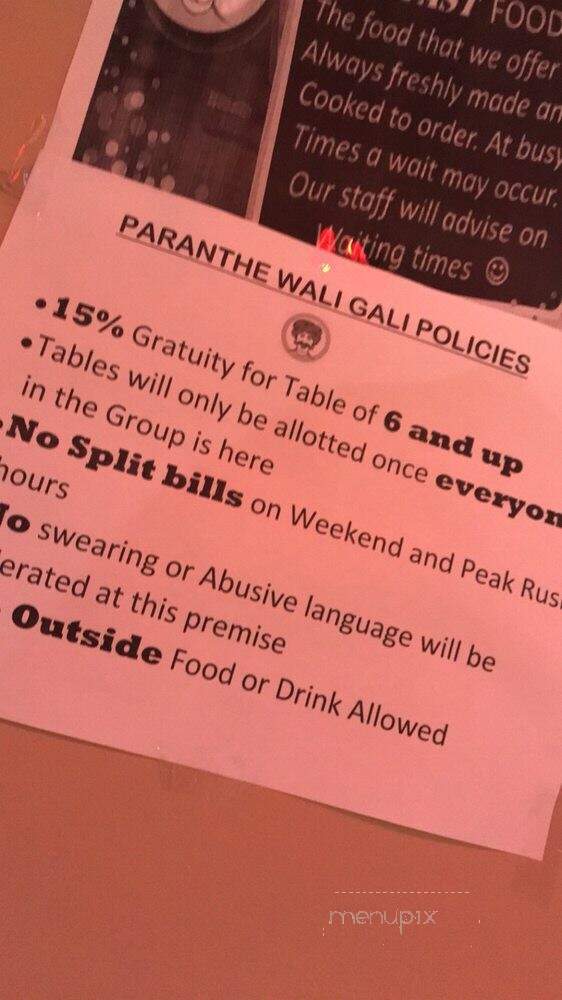 FOOD
The food that we offer
Always freshly made an
Cooked to order. At busy
Times a wait may occur.
Our staff will advise on
Waiting times ☺
PARANTHE WALI GALI POLICIES
•15% Gratuity for Table of 6 and up
•Tables will only be allotted once everyon
in the Group is here
•No Split bills on Weekend and Peak Rus
hours
No swearing or Abusive language will be
erated at this premise
Outside Food or Drink Allowed
menupix